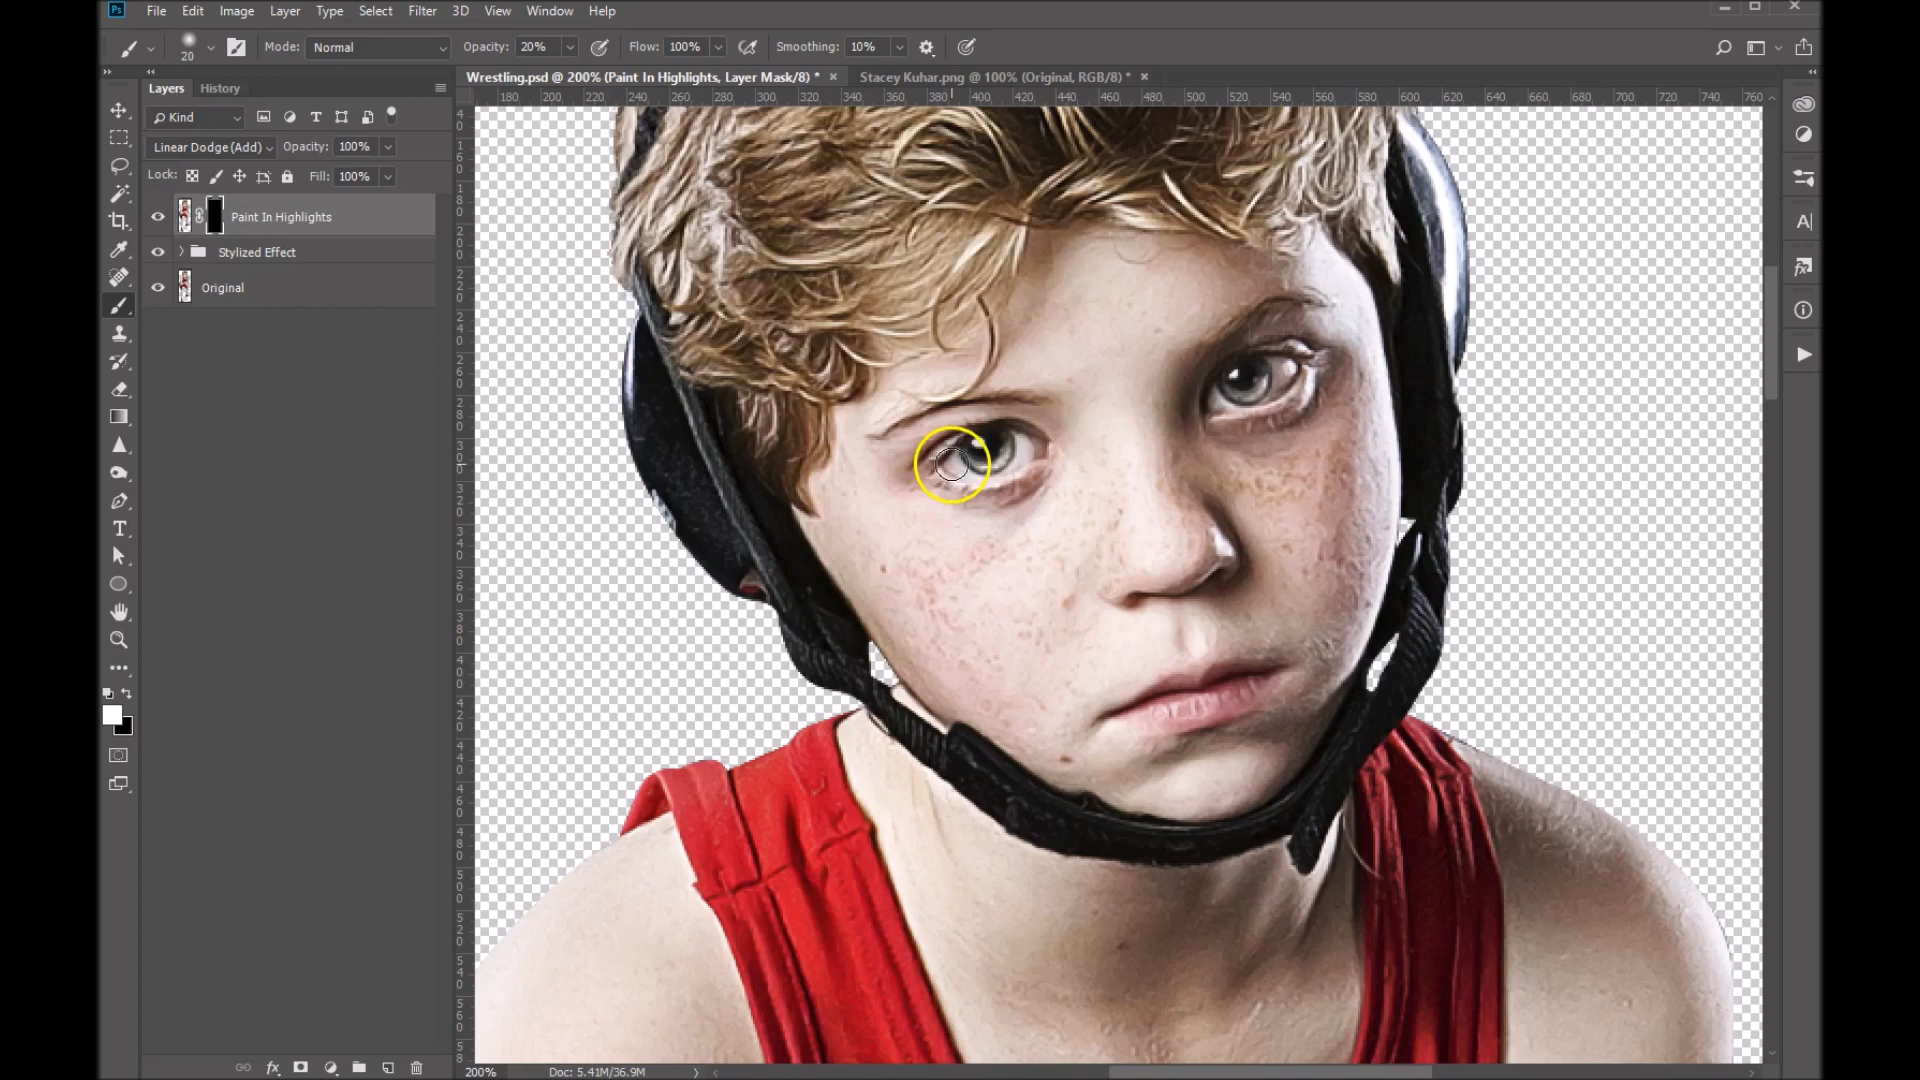 Ps File Edit Image Layer Type Select Filter 3D View Window Help
20 Mode: Normal Opacity: 20% Flow: 100% Smoothing: 10%
Wrestling.psd @ 200% (Paint In Highlights, Layer Mask/8) * × Stacey Kuhar.png @ 100% (Original, RGB/8) * ×
Layers History
180 200 220 240 260 280 300 320 340 360 380 400 420 440 460 480 500 520 540 560 580 600 620 640 660 680 700 720 740 760
Kind
Linear Dodge (Add) Opacity: 100%
Lock: Fill: 100%
Paint In Highlights
Stylized Effect
Original
200% Doc: 5.41M/36.9M